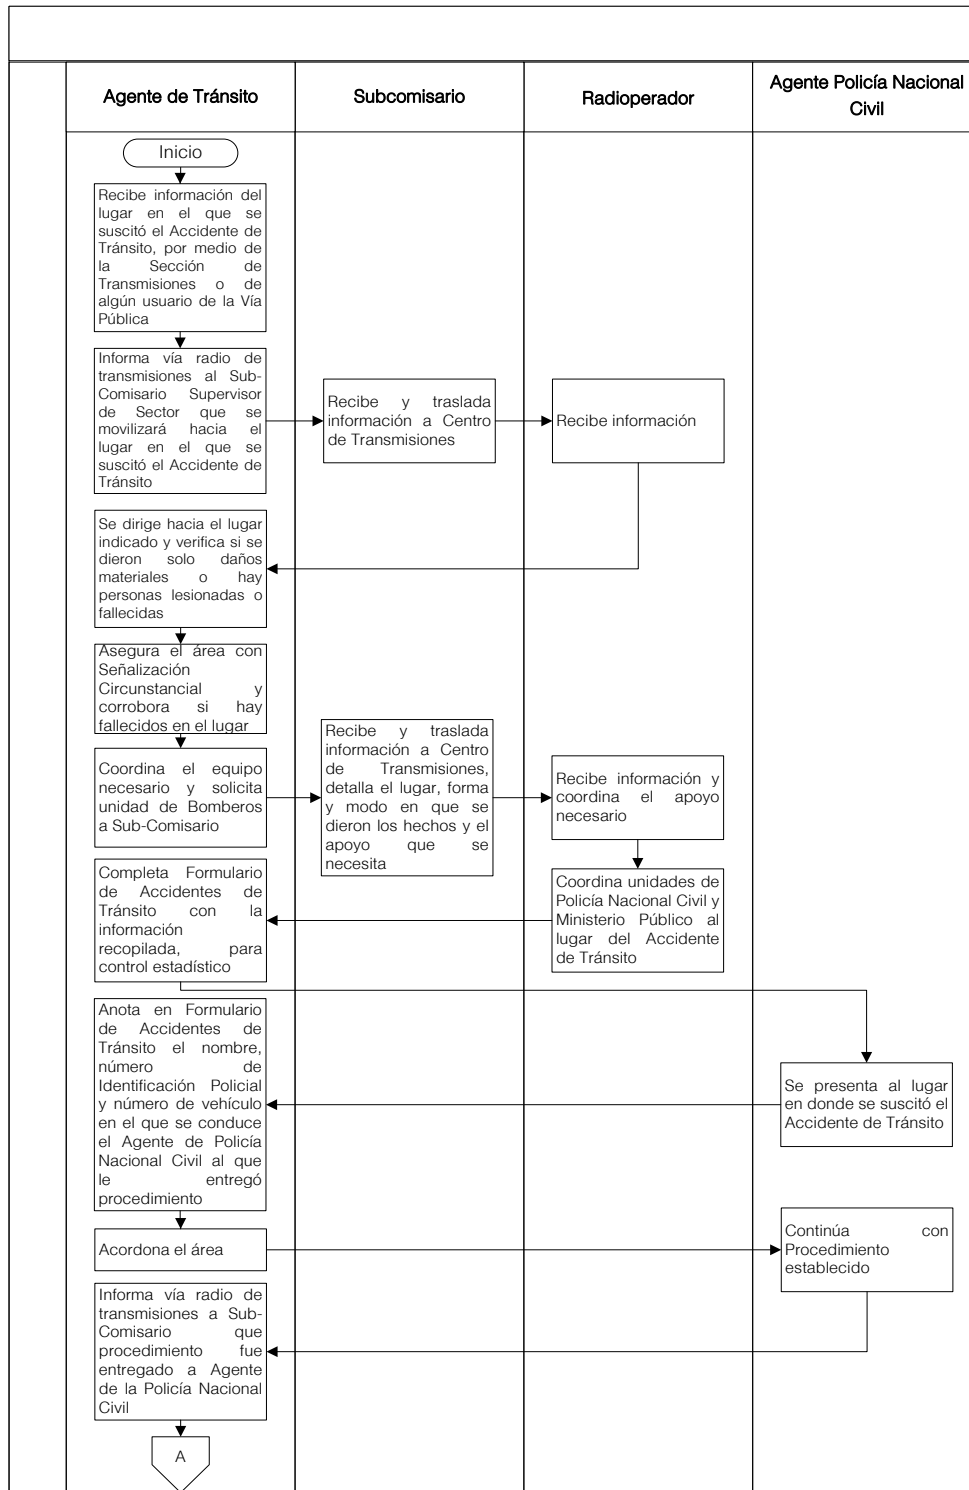 Agente de Tránsito
Subcomisario
Radioperador
Agente Policía Nacional
Civil
Inicio
Recibe información del
lugar en el que se
suscitó el Accidente de
Tránsito, por medio de
la Sección de
Transmisiones o de
algún usuario de la Vía
Pública
Informa vía radio de
transmisiones al Sub-
Comisario Supervisor
de Sector que se
movilizará hacia el
lugar en el que se
suscitó el Accidente de
Tránsito
Recibe y traslada
información a Centro
de Transmisiones
Recibe información
Se dirige hacia el lugar
indicado y verifica si se
dieron solo daños
materiales o hay
personas lesionadas o
fallecidas
Asegura el área con
Señalización
Circunstancial y
corrobora si hay
fallecidos en el lugar
Coordina el equipo
necesario y solicita
unidad de Bomberos
a Sub-Comisario
Recibe y traslada
información a Centro
de Transmisiones,
detalla el lugar, forma
y modo en que se
dieron los hechos y el
apoyo que se
necesita
Recibe información y
coordina el apoyo
necesario
Coordina unidades de
Policía Nacional Civil y
Ministerio Público al
lugar del Accidente
de Tránsito
Completa Formulario
de Accidentes de
Tránsito con la
información
recopilada, para
control estadístico
Se presenta al lugar
en donde se suscitó el
Accidente de Tránsito
Anota en Formulario
de Accidentes de
Tránsito el nombre,
número de
Identificación Policial
y número de vehículo
en el que se conduce
el Agente de Policía
Nacional Civil al que
le entregó
procedimiento
Acordona el área
Continúa con
Procedimiento
establecido
Informa vía radio de
transmisiones a Sub-
Comisario que
procedimiento fue
entregado a Agente
de la Policía Nacional
Civil
A